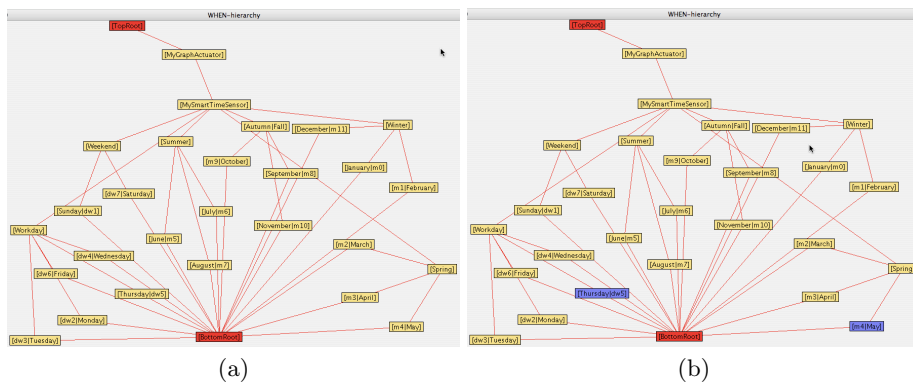 WHEN-hierarchy
[TopRoot]
[MyGraphActuator]
[MySmartTimeSensor]
[Autumn|Fall]
[December|m11]
[Winter]
[Weekend]
[Summer]
[m9|October]
[September|m8]
[January|m0]
[m1|February]
[dw7|Saturday]
[Sunday|dw1]
[July|m6]
[November|m10]
[Workday]
[June|m5]
[m2|March]
[dw4|Wednesday]
[August|m7]
[Spring]
[dw6|Friday]
[Thursday|dw5]
[m3|April]
[dw2|Monday]
[m4|May]
[dw3|Tuesday]
[BottomRoot]
(a)
WHEN-hierarchy
[TopRoot]
[MyGraphActuator]
[MySmartTimeSensor]
[Autumn|Fall]
[December|m11]
[Winter]
[Weekend]
[Summer]
[m9|October]
[September|m8]
[January|m0]
[m1|February]
[dw7|Saturday]
[Sunday|dw1]
[July|m6]
[November|m10]
[Workday]
[June|m5]
[m2|March]
[dw4|Wednesday]
[August|m7]
[Spring]
[dw6|Friday]
[Thursday|dw5]
[m3|April]
[dw2|Monday]
[m4|May]
[dw3|Tuesday]
[BottomRoot]
(b)